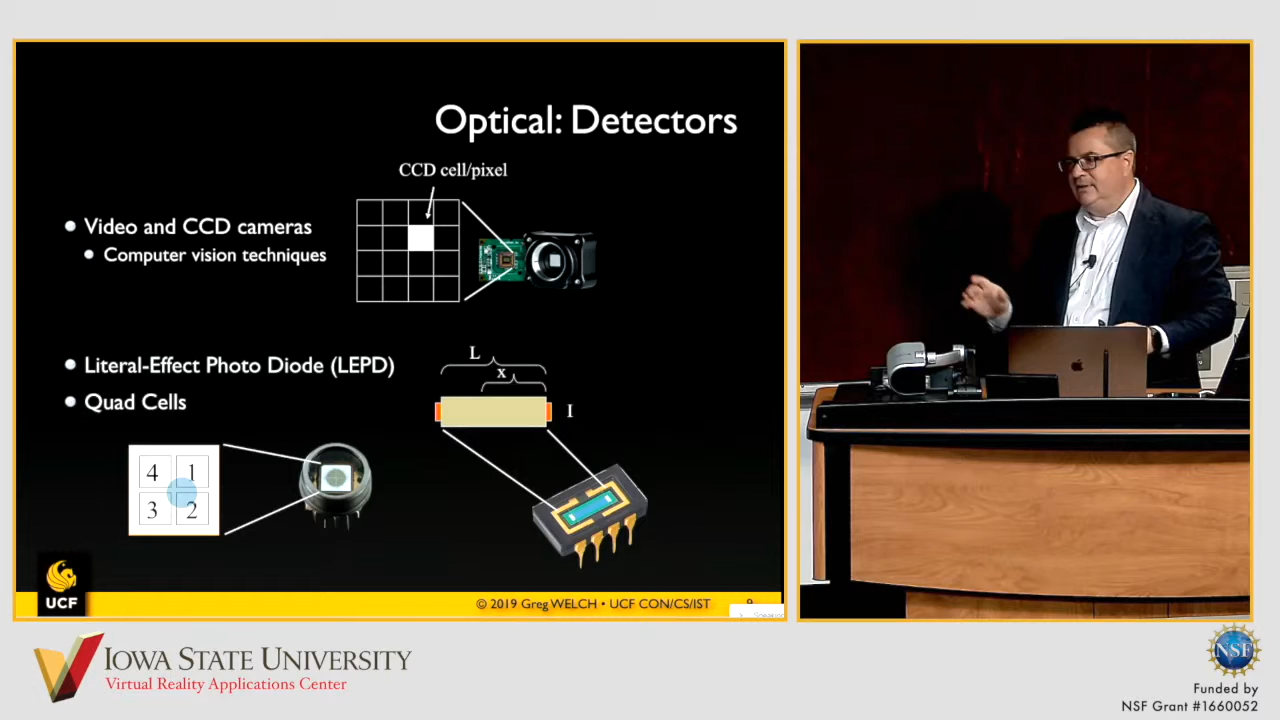 Optical: Detectors
CCD cell/pixel
Video and CCD cameras
Computer vision techniques
Literal-Effect Photo Diode (LEPD)
Quad Cells
L
x
I
4 1
3 2
UCF
© 2019 Greg WELCH • UCF CON/CS/IST 9
IOWA STATE UNIVERSITY
Virtual Reality Applications Center
NSF
Funded by
NSF Grant #1660052